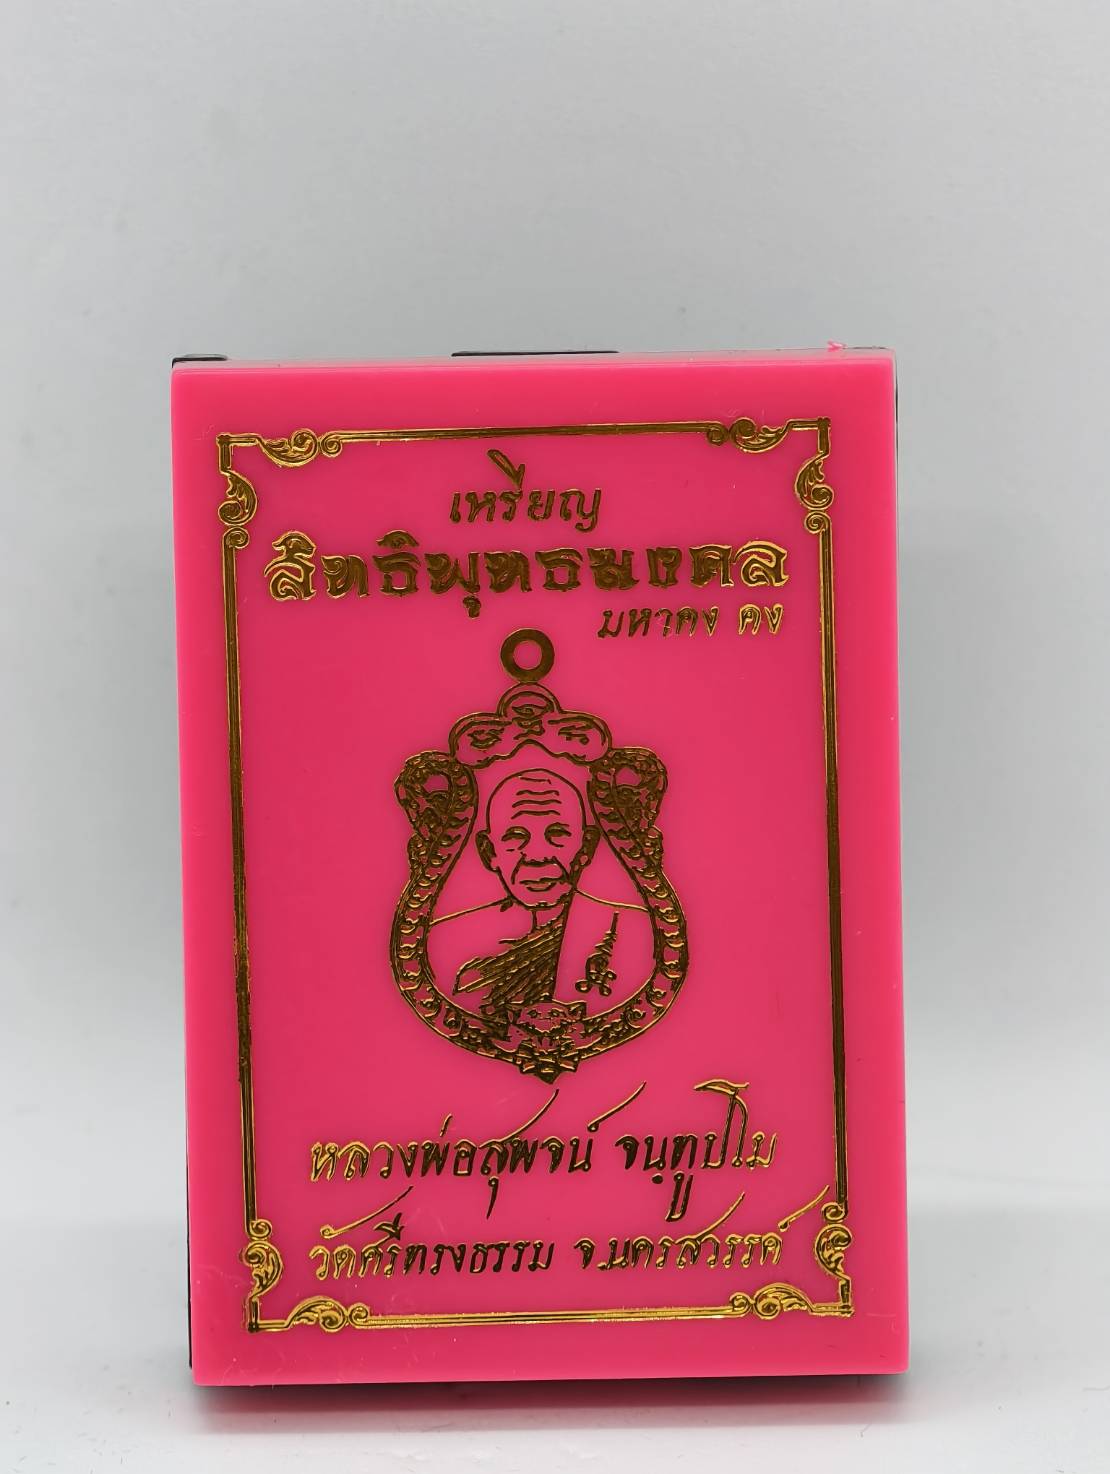 เหรียญ
สิทธิพุทธมงคล
มหาคง คง
หลวงพ่อสุพจน์ จนฺทูปโม
วัดศรีทรงธรรม จ.นครสวรรค์